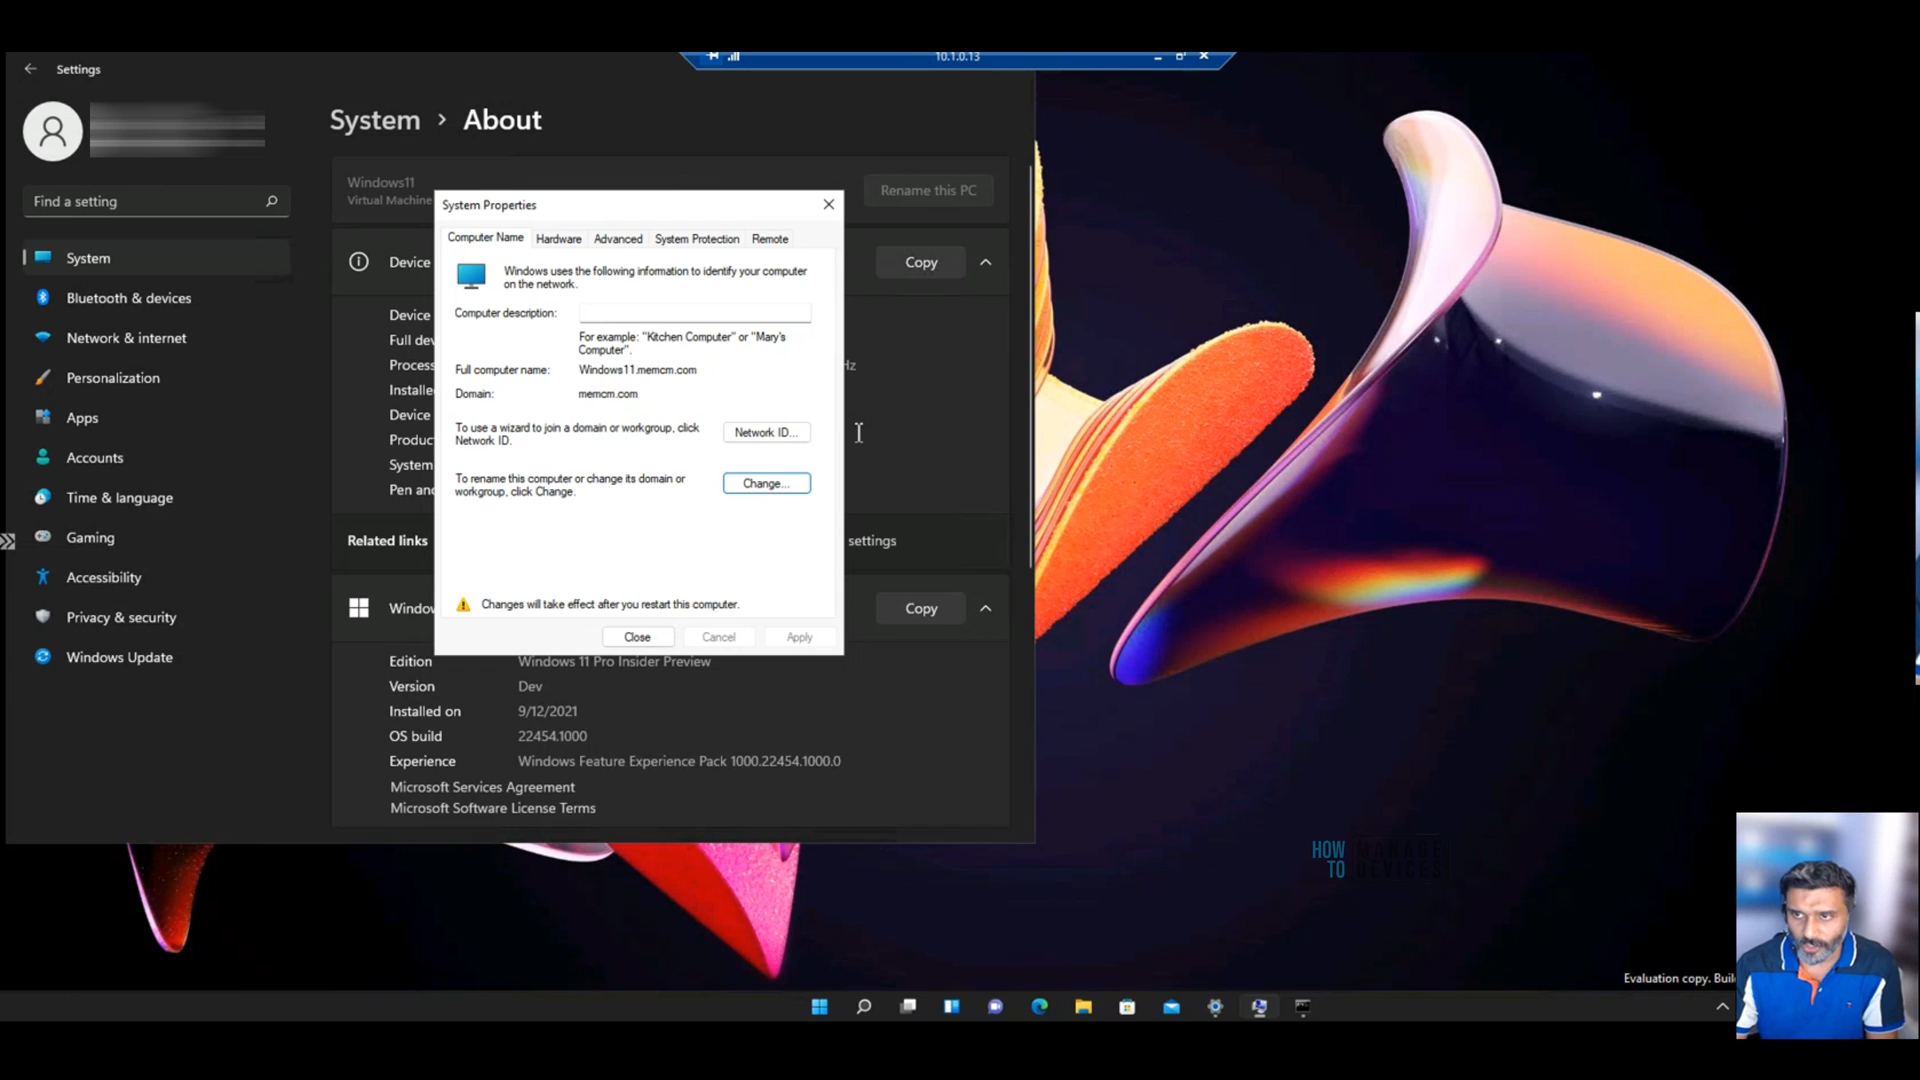 10.1.0.13
Settings
System > About
Windows11
Virtual Machine
Rename this PC
Find a setting
System
Bluetooth & devices
Network & internet
Personalization
Apps
Accounts
Time & language
Gaming
Accessibility
Privacy & security
Windows Update
Device
Copy
Device
Full
Installe
Device
System
Pen
Related links
settings
Copy
System Properties
Computer Name
Hardware
Advanced
System Protection
Remote
Windows uses the following information to identify your computer
on the network.
Computer description:
For example: "Kitchen Computer" or "Mary's
Computer".
Full computer name:
Windows11.memcm.com
Domain:
memcm.com
To use a wizard to join a domain or workgroup, click
Network ID.
Network ID...
To rename this computer or change its domain or
workgroup, click Change.
Change...
Changes will take effect after you restart this computer.
Close
Cancel
Apply
Edition Windows 11 Pro Insider Preview
Version Dev
Installed on 9/12/2021
OS build 22454.1000
Experience Windows Feature Experience Pack 1000.22454.1000.0
Microsoft Services Agreement
Microsoft Software License Terms
HOW MANAGE
TO DEVICES
Evaluation copy.